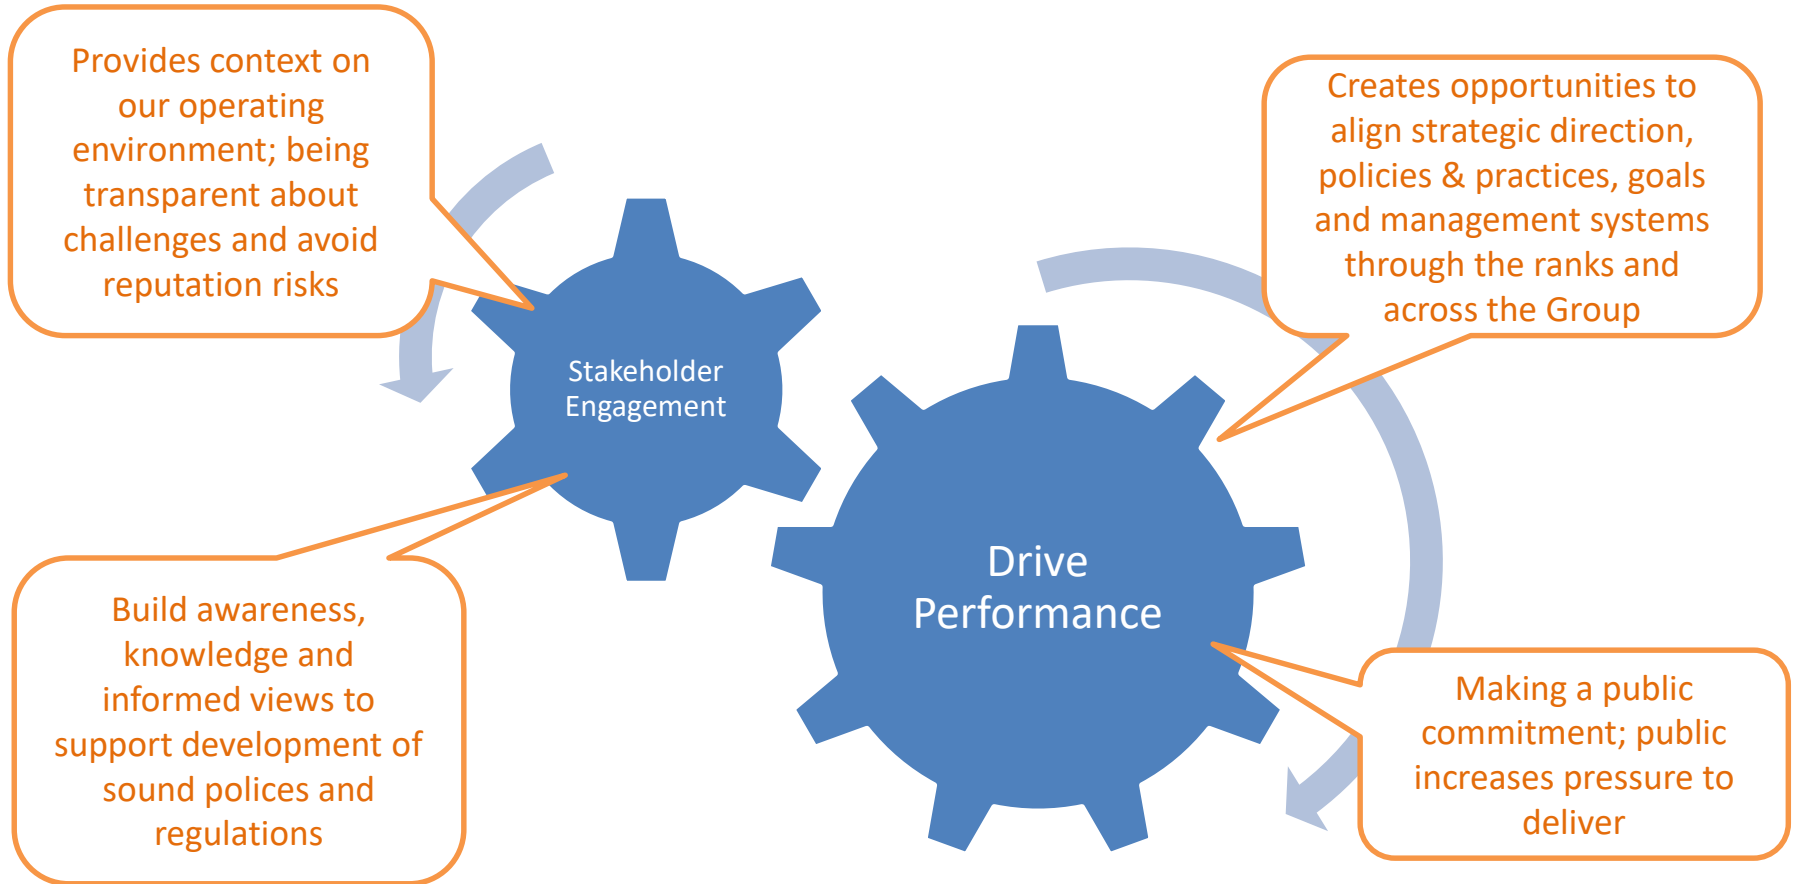 Provides context on
our operating
environment; being
transparent about
challenges and avoid
reputation risks
Creates opportunities to
align strategic direction,
policies & practices, goals
and management systems
through the ranks and
across the Group
Stakeholder
Engagement
Drive
Performance
Build awareness,
knowledge and
informed views to
support development of
sound polices and
regulations
Making a public
commitment; public
increases pressure to
deliver